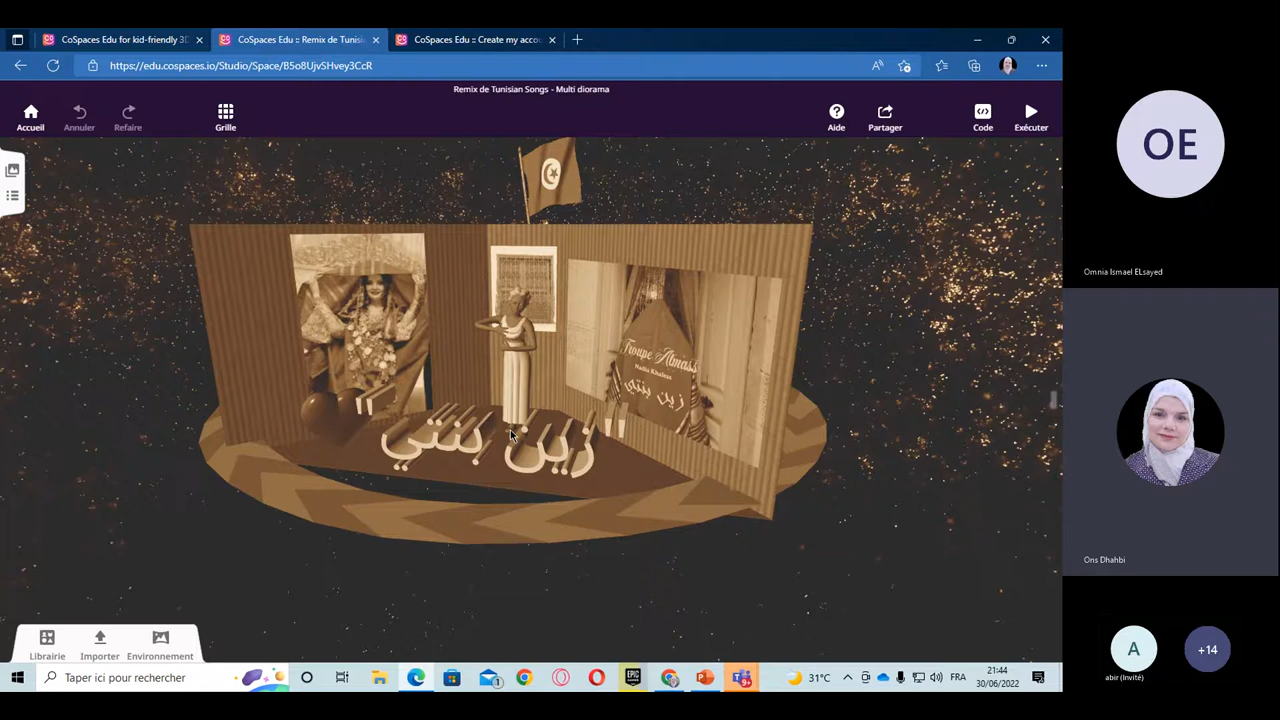 CoSpaces Edu for kid-friendly 3D
CoSpaces Edu :: Remix de Tunisi
CoSpaces Edu :: Create my accou
https://edu.cospaces.io/Studio/Space/B5o8UjvSHvey3CcR
Remix de Tunisian Songs - Multi diorama
Accueil
Annuler
Refaire
Grille
Aide
Partager
Code
Exécuter
Troupe Almass
Nadia Khaless
زين بنتي
" زين بنتي "
Librairie
Importer
Environnement
Taper ici pour rechercher
EPIC
31°C
FRA
21:44
30/06/2022
OE
Omnia Ismael ELsayed
Ons Dhahbi
A
abir (Invité)
+14